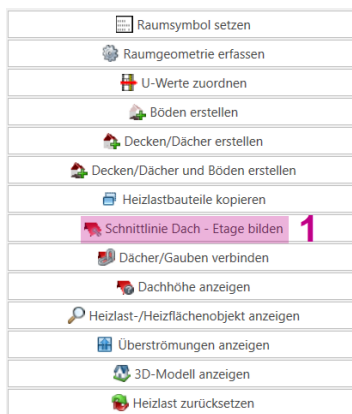 Raumsymbol setzen
Raumgeometrie erfassen
U-Werte zuordnen
Böden erstellen
Decken/Dächer erstellen
Decken/Dächer und Böden erstellen
Heizlastbauteile kopieren
Schnittlinie Dach - Etage bilden 1
Dächer/Gauben verbinden
Dachhöhe anzeigen
Heizlast-/Heizflächenobjekt anzeigen
Überströmungen anzeigen
3D-Modell anzeigen
Heizlast zurücksetzen